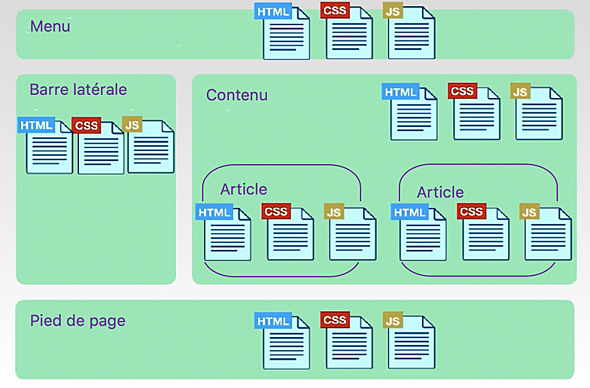 Menu
HTML CSS JS
Barre latérale
HTML CSS JS
Contenu
HTML CSS JS
Article
HTML CSS JS
Article
HTML CSS JS
Pied de page
HTML CSS JS